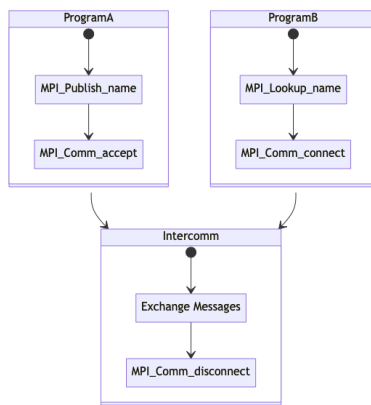 ProgramA
MPI_Publish_name
MPI_Comm_accept
ProgramB
MPI_Lookup_name
MPI_Comm_connect
Intercomm
Exchange Messages
MPI_Comm_disconnect